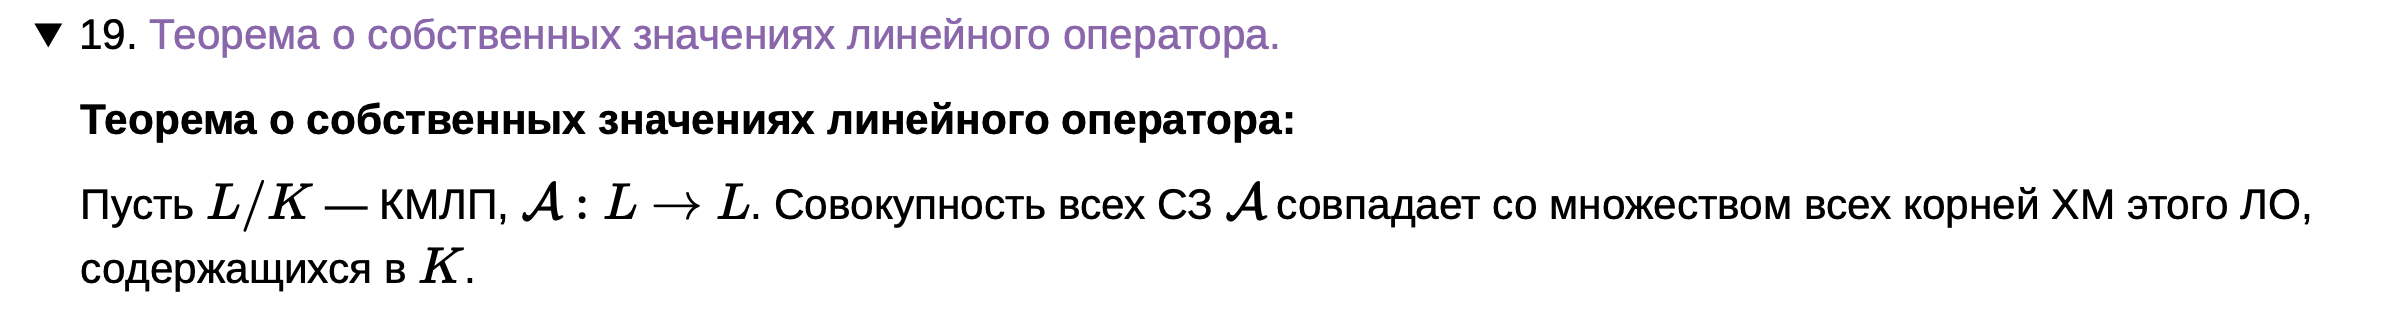 ▼ 19. Теорема о собственных значениях линейного оператора.
Теорема о собственных значениях линейного оператора:
Пусть L/K — КМЛП, 𝒜 : L → L. Совокупность всех СЗ 𝒜 совпадает со множеством всех корней ХМ этого ЛО,
содержащихся в K.